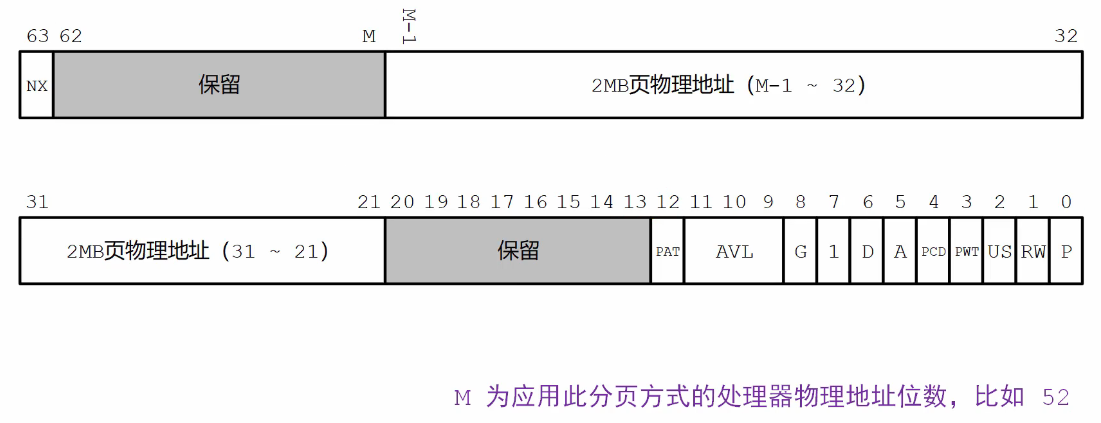 63 62 M M-1 32
NX 保留 2MB页物理地址（M-1 ~ 32）
31 21 20 19 18 17 16 15 14 13 12 11 10 9 8 7 6 5 4 3 2 1 0
2MB页物理地址（31 ~ 21） 保留 PAT AVL G 1 D A PCD PWT US RW P
M 为应用此分页方式的处理器物理地址位数，比如 52